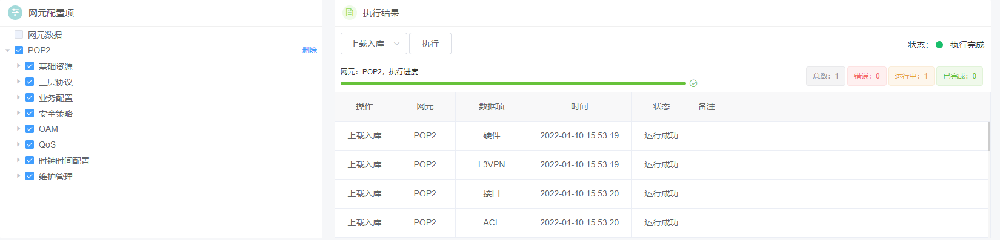 网元配置项
网元数据
POP2 删除
基础资源
三层协议
业务配置
安全策略
OAM
QoS
时钟时间配置
维护管理
执行结果
上载入库 执行 状态： 执行完成
网元：POP2，执行进度 总数：1 错误：0 运行中：1 已完成：0
操作 网元 数据项 时间 状态 备注
上载入库 POP2 硬件 2022-01-10 15:53:19 运行成功
上载入库 POP2 L3VPN 2022-01-10 15:53:19 运行成功
上载入库 POP2 接口 2022-01-10 15:53:20 运行成功
上载入库 POP2 ACL 2022-01-10 15:53:20 运行成功